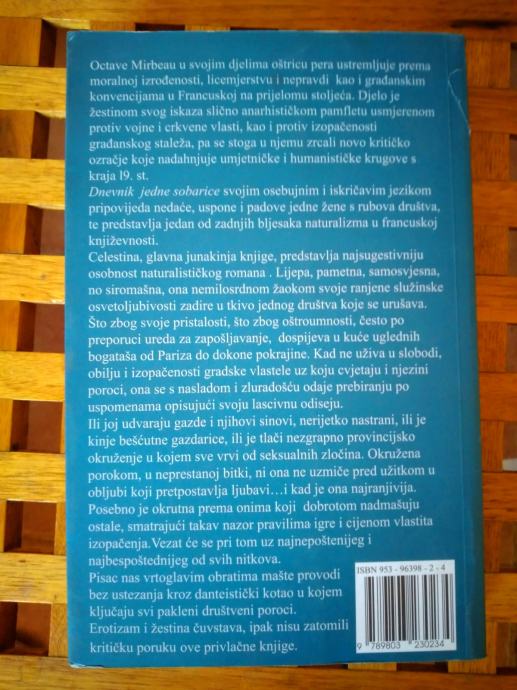 Octave Mirbeau u svojim djelima oštricu pera ustremljuje prema
moralnoj izrođenosti, licemjerstvu i nepravdi kao i građanskim
konvencijama u Francuskoj na prijelomu stoljeća. Djelo je
žestinom svog iskaza slično anarhističkom pamfletu usmjerenom
protiv vojne i crkvene vlasti, kao i protiv izopačenosti
građanskog staleža, pa se stoga u njemu zrcali novo kritičko
ozračje koje nadahnjuje umjetničke i humanističke krugove s
kraja l9. st.
Dnevnik jedne sobarice svojim osebujnim i iskričavim jezikom
pripovijeda nedaće, uspone i padove jedne žene s rubova društva,
te predstavlja jedan od zadnjih bljesaka naturalizma u francuskoj
književnosti.
Celestina, glavna junakinja knjige, predstavlja najsugestivniju
osobnost naturalističkog romana . Lijepa, pametna, samosvjesna,
no siromašna, ona nemilosrdnom žaokom svoje ranjene služinske
osvetoljubivosti zadire u tkivo jednog društva koje se urušava.
Što zbog svoje pristalosti, što zbog oštroumnosti, često po
preporuci ureda za zapošljavanje, dospijeva u kuće uglednih
bogataša od Pariza do dokone pokrajine. Kad ne uživa u slobodi,
obilju i izopačenosti gradske vlastele uz koju cvjetaju i njezini
poroci, ona se s nasladom i zluradošću odaje prebiranju po
uspomenama opisujući svoju lascivnu odiseju.
Ili joj udvaraju gazde i njihovi sinovi, nerijetko nastrani, ili je
kinje bešćutne gazdarice, ili je tlači nezgrapno provincijsko
okruženje u kojem sve vrvi od seksualnih zločina. Okružena
porokom, u neprestanoj bitki, ni ona ne uzmiče pred užitkom u
obljubi koji pretpostavlja ljubavi…i kad je ona najranjivija.
Posebno je okrutna prema onima koji dobrotom nadmašuju
ostale, smatrajući takav nazor pravilima igre i cijenom vlastita
izopačenja.Vezat će se pri tom uz najnepoštenijeg i
najbespoštednijeg od svih nitkova.
Pisac nas vrtoglavim obratima mašte provodi
bez ustezanja kroz danteistički kotao u kojem
ključaju svi pakleni društveni poroci.
Erotizam i žestina čuvstava, ipak nisu zatomili
kritičku poruku ove privlačne knjige.
ISBN 953 - 96398 - 2 - 4
9 789803 230234